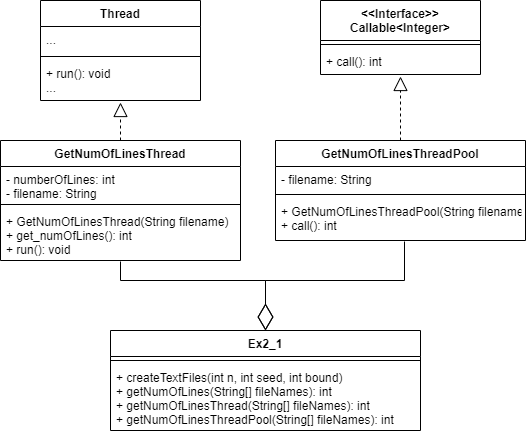 Thread
...
+ run(): void
...
<<Interface>>
Callable<Integer>
+ call(): int
GetNumOfLinesThread
- numberOfLines: int
- filename: String
+ GetNumOfLinesThread(String filename)
+ get_numOfLines(): int
+ run(): void
GetNumOfLinesThreadPool
- filename: String
+ GetNumOfLinesThreadPool(String filename
+ call(): int
Ex2_1
+ createTextFiles(int n, int seed, int bound)
+ getNumOfLines(String[] fileNames): int
+ getNumOfLinesThread(String[] fileNames): int
+ getNumOfLinesThreadPool(String[] fileNames): int